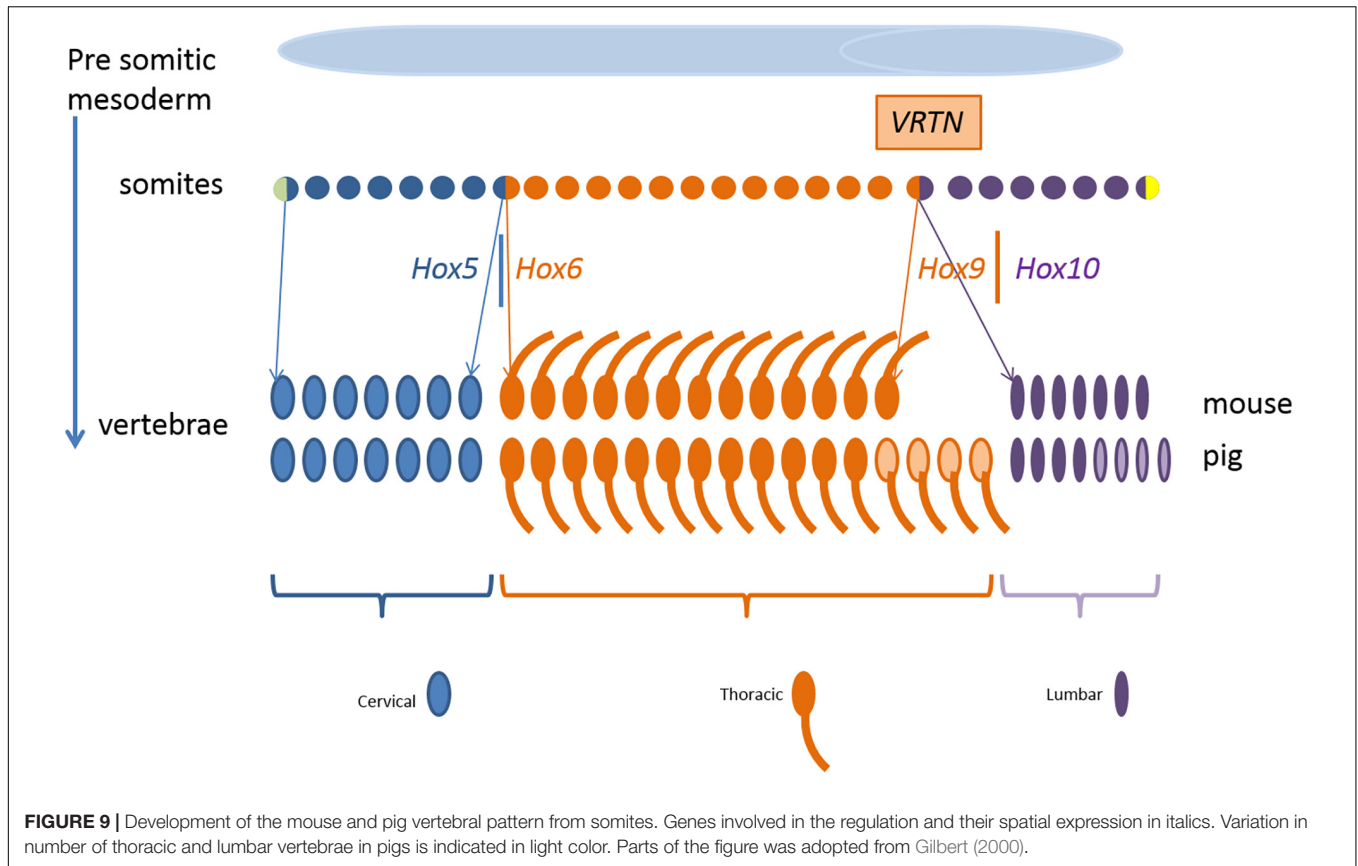 Pre somitic
mesoderm
VRTN
somites
Hox5 Hox6 Hox9 Hox10
vertebrae
mouse
pig
Cervical Thoracic Lumbar
FIGURE 9 | Development of the mouse and pig vertebral pattern from somites. Genes involved in the regulation and their spatial expression in italics. Variation in
number of thoracic and lumbar vertebrae in pigs is indicated in light color. Parts of the figure was adopted from Gilbert (2000).